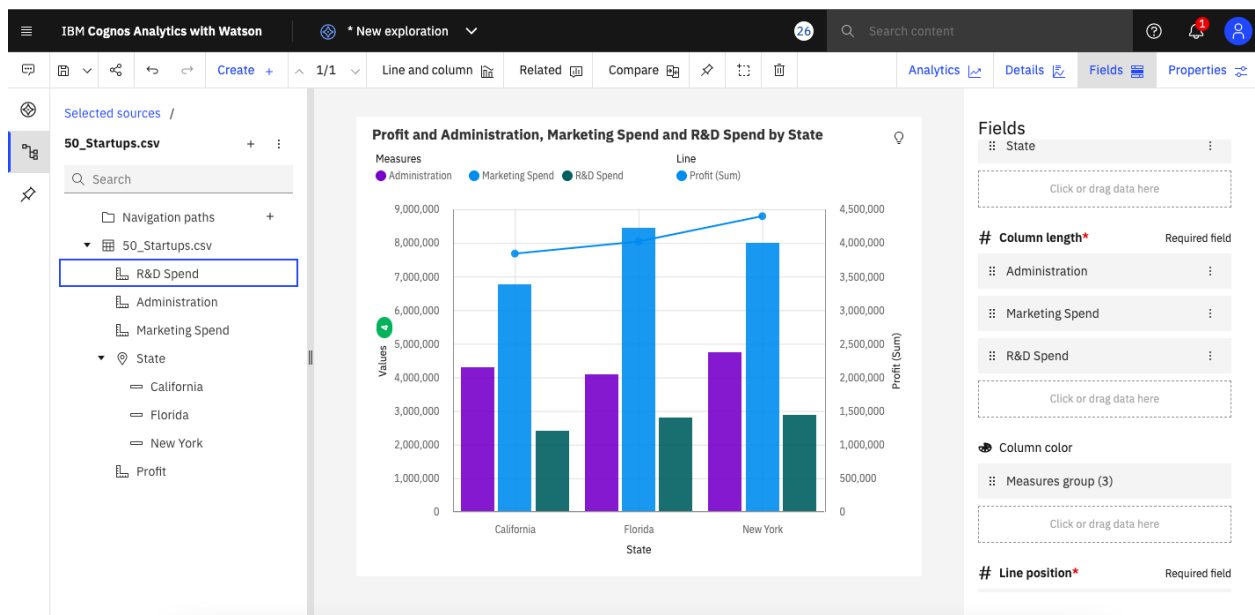 IBM Cognos Analytics with Watson
* New exploration
26
Search content
1
Create +
1/1
Line and column
Related
Compare
Analytics
Details
Fields
Properties
Selected sources /
50_Startups.csv
Search
Navigation paths
50_Startups.csv
R&D Spend
Administration
Marketing Spend
State
California
Florida
New York
Profit
Profit and Administration, Marketing Spend and R&D Spend by State
Measures
Line
Administration
Marketing Spend
R&D Spend
Profit (Sum)
9,000,000
8,000,000
7,000,000
6,000,000
5,000,000
4,000,000
3,000,000
2,000,000
1,000,000
0
Values
4,500,000
4,000,000
3,500,000
3,000,000
2,500,000
2,000,000
1,500,000
1,000,000
500,000
0
Profit (Sum)
California
Florida
New York
State
Fields
State
Click or drag data here
# Column length*
Required field
Administration
Marketing Spend
R&D Spend
Click or drag data here
Column color
Measures group (3)
Click or drag data here
# Line position*
Required field